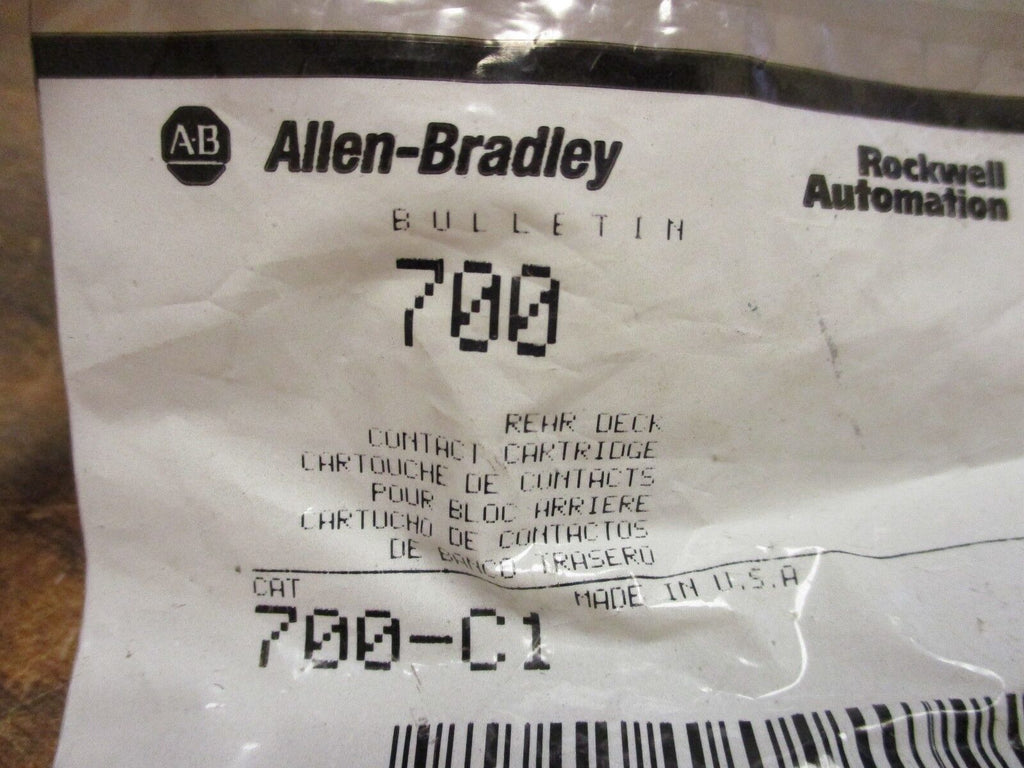 A-B Allen-Bradley
Rockwell
Automation
BULLETIN
700
REAR DECK
CONTACT CARTRIDGE
CARTOUCHE DE CONTACTS
POUR BLOC ARRIERE
CARTUCHO DE CONTACTOS
DE BANCO TRASERO
CAT MADE IN U.S.A
700-C1